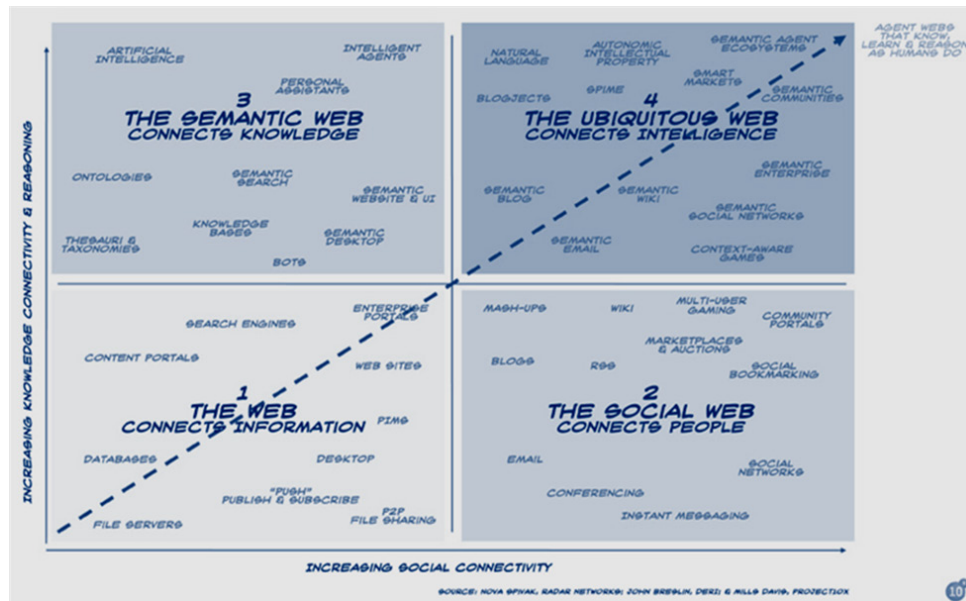 AGENT WEBS
THAT KNOW,
LEARN & REASON
AS HUMANS DO
INCREASING KNOWLEDGE CONNECTIVITY & REASONING
ARTIFICIAL
INTELLIGENCE
INTELLIGENT
AGENTS
PERSONAL
ASSISTANTS
3
THE SEMANTIC WEB
CONNECTS KNOWLEDGE
ONTOLOGIES
SEMANTIC
SEARCH
SEMANTIC
WEBSITE & UI
THESAURI &
TAXONOMIES
KNOWLEDGE
BASES
SEMANTIC
DESKTOP
BOTS
NATURAL
LANGUAGE
AUTONOMIC
INTELLECTUAL
PROPERTY
SEMANTIC AGENT
ECOSYSTEMS
SMART
MARKETS
BLOGJECTS
SPIME
SEMANTIC
COMMUNITIES
4
THE UBIQUITOUS WEB
CONNECTS INTELLIGENCE
SEMANTIC
ENTERPRISE
SEMANTIC
BLOG
SEMANTIC
WIKI
SEMANTIC
SOCIAL NETWORKS
SEMANTIC
EMAIL
CONTEXT-AWARE
GAMES
ENTERPRISE
PORTALS
SEARCH ENGINES
CONTENT PORTALS
WEB SITES
1
THE WEB
CONNECTS INFORMATION
PIMS
DATABASES
DESKTOP
"PUSH"
PUBLISH & SUBSCRIBE
FILE SERVERS
P2P
FILE SHARING
MASH-UPS
WIKI
MULTI-USER
GAMING
COMMUNITY
PORTALS
MARKETPLACES
& AUCTIONS
BLOGS
RSS
SOCIAL
BOOKMARKING
2
THE SOCIAL WEB
CONNECTS PEOPLE
EMAIL
SOCIAL
NETWORKS
CONFERENCING
INSTANT MESSAGING
INCREASING SOCIAL CONNECTIVITY
SOURCE: NOVA SPIVAK, RADAR NETWORKS; JOHN BRESLIN, DERI; & MILLS DAVIS, PROJECT10X
10